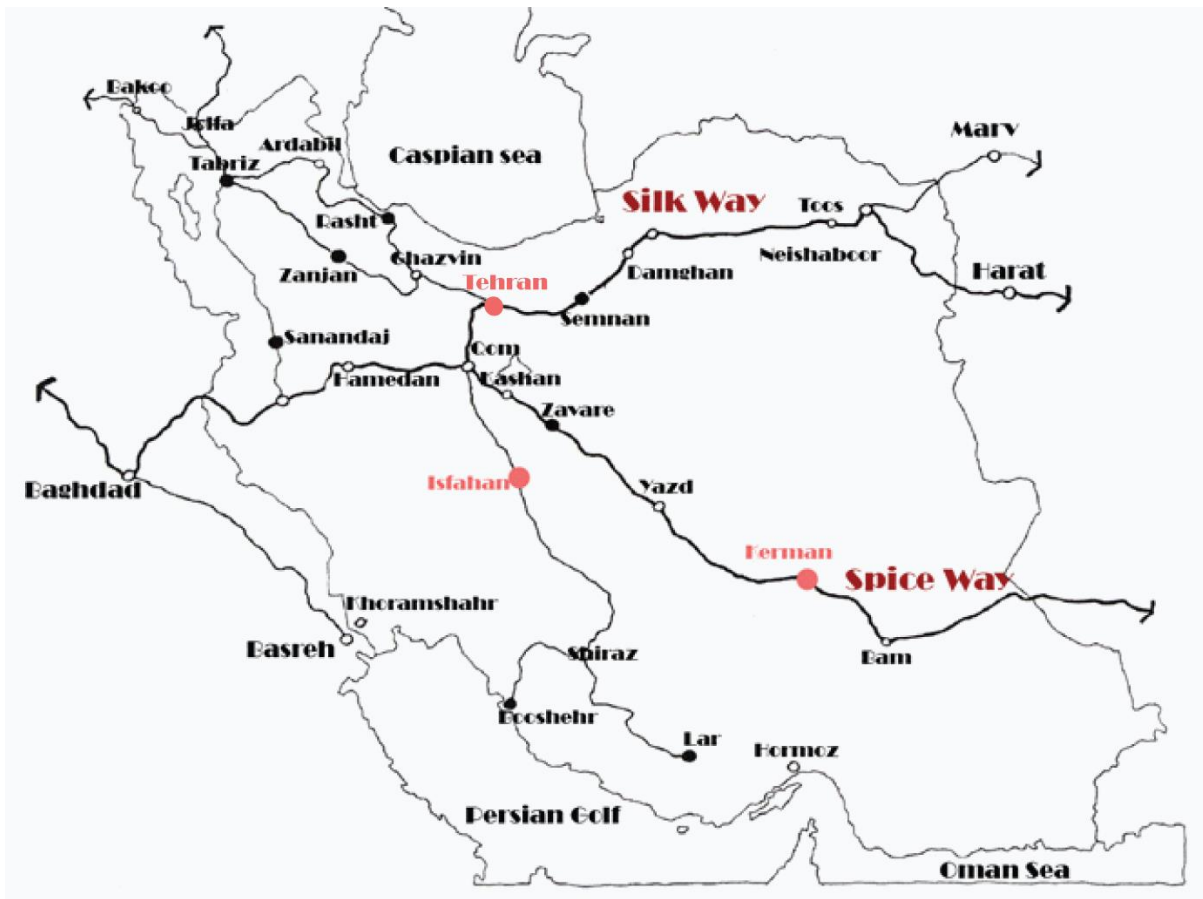 Bakoo
Jolfa
Ardabil
Tabriz
Caspian sea
Marv
Silk Way
Toos
Rasht
Ghazvin
Zanjan
Damghan
Neishaboor
Harat
Tehran
Semnan
Sanandaj
Qom
Hamedan
Kashan
Zavare
Baghdad
Isfahan
Yazd
Kerman
Spice Way
Khoramshahr
Basreh
Shiraz
Bam
Booshehr
Lar
Hormoz
Persian Golf
Oman Sea